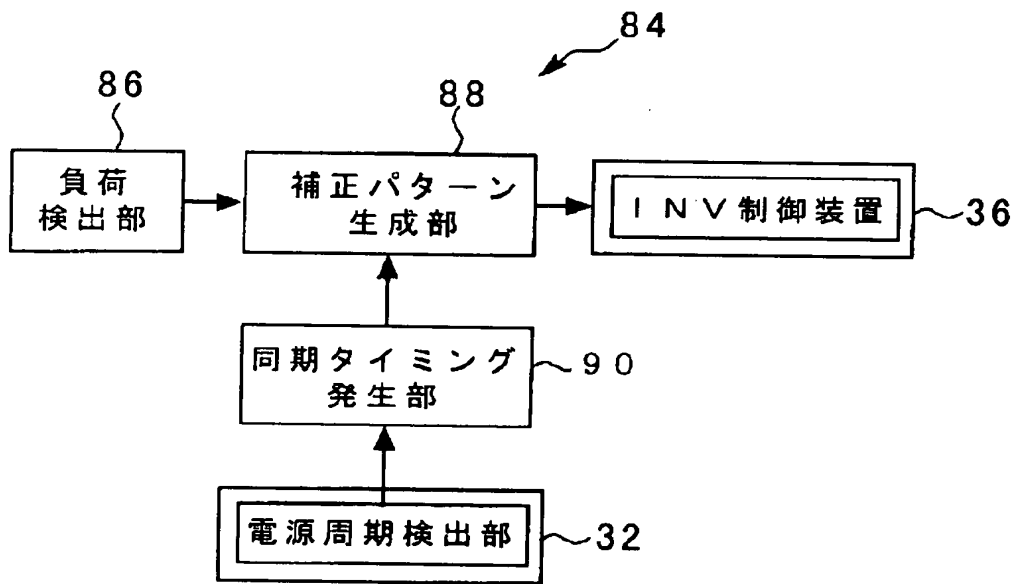 84
86
88
負荷
検出部
補正パターン
生成部
INV制御装置
36
同期タイミング
発生部
90
電源周期検出部
32